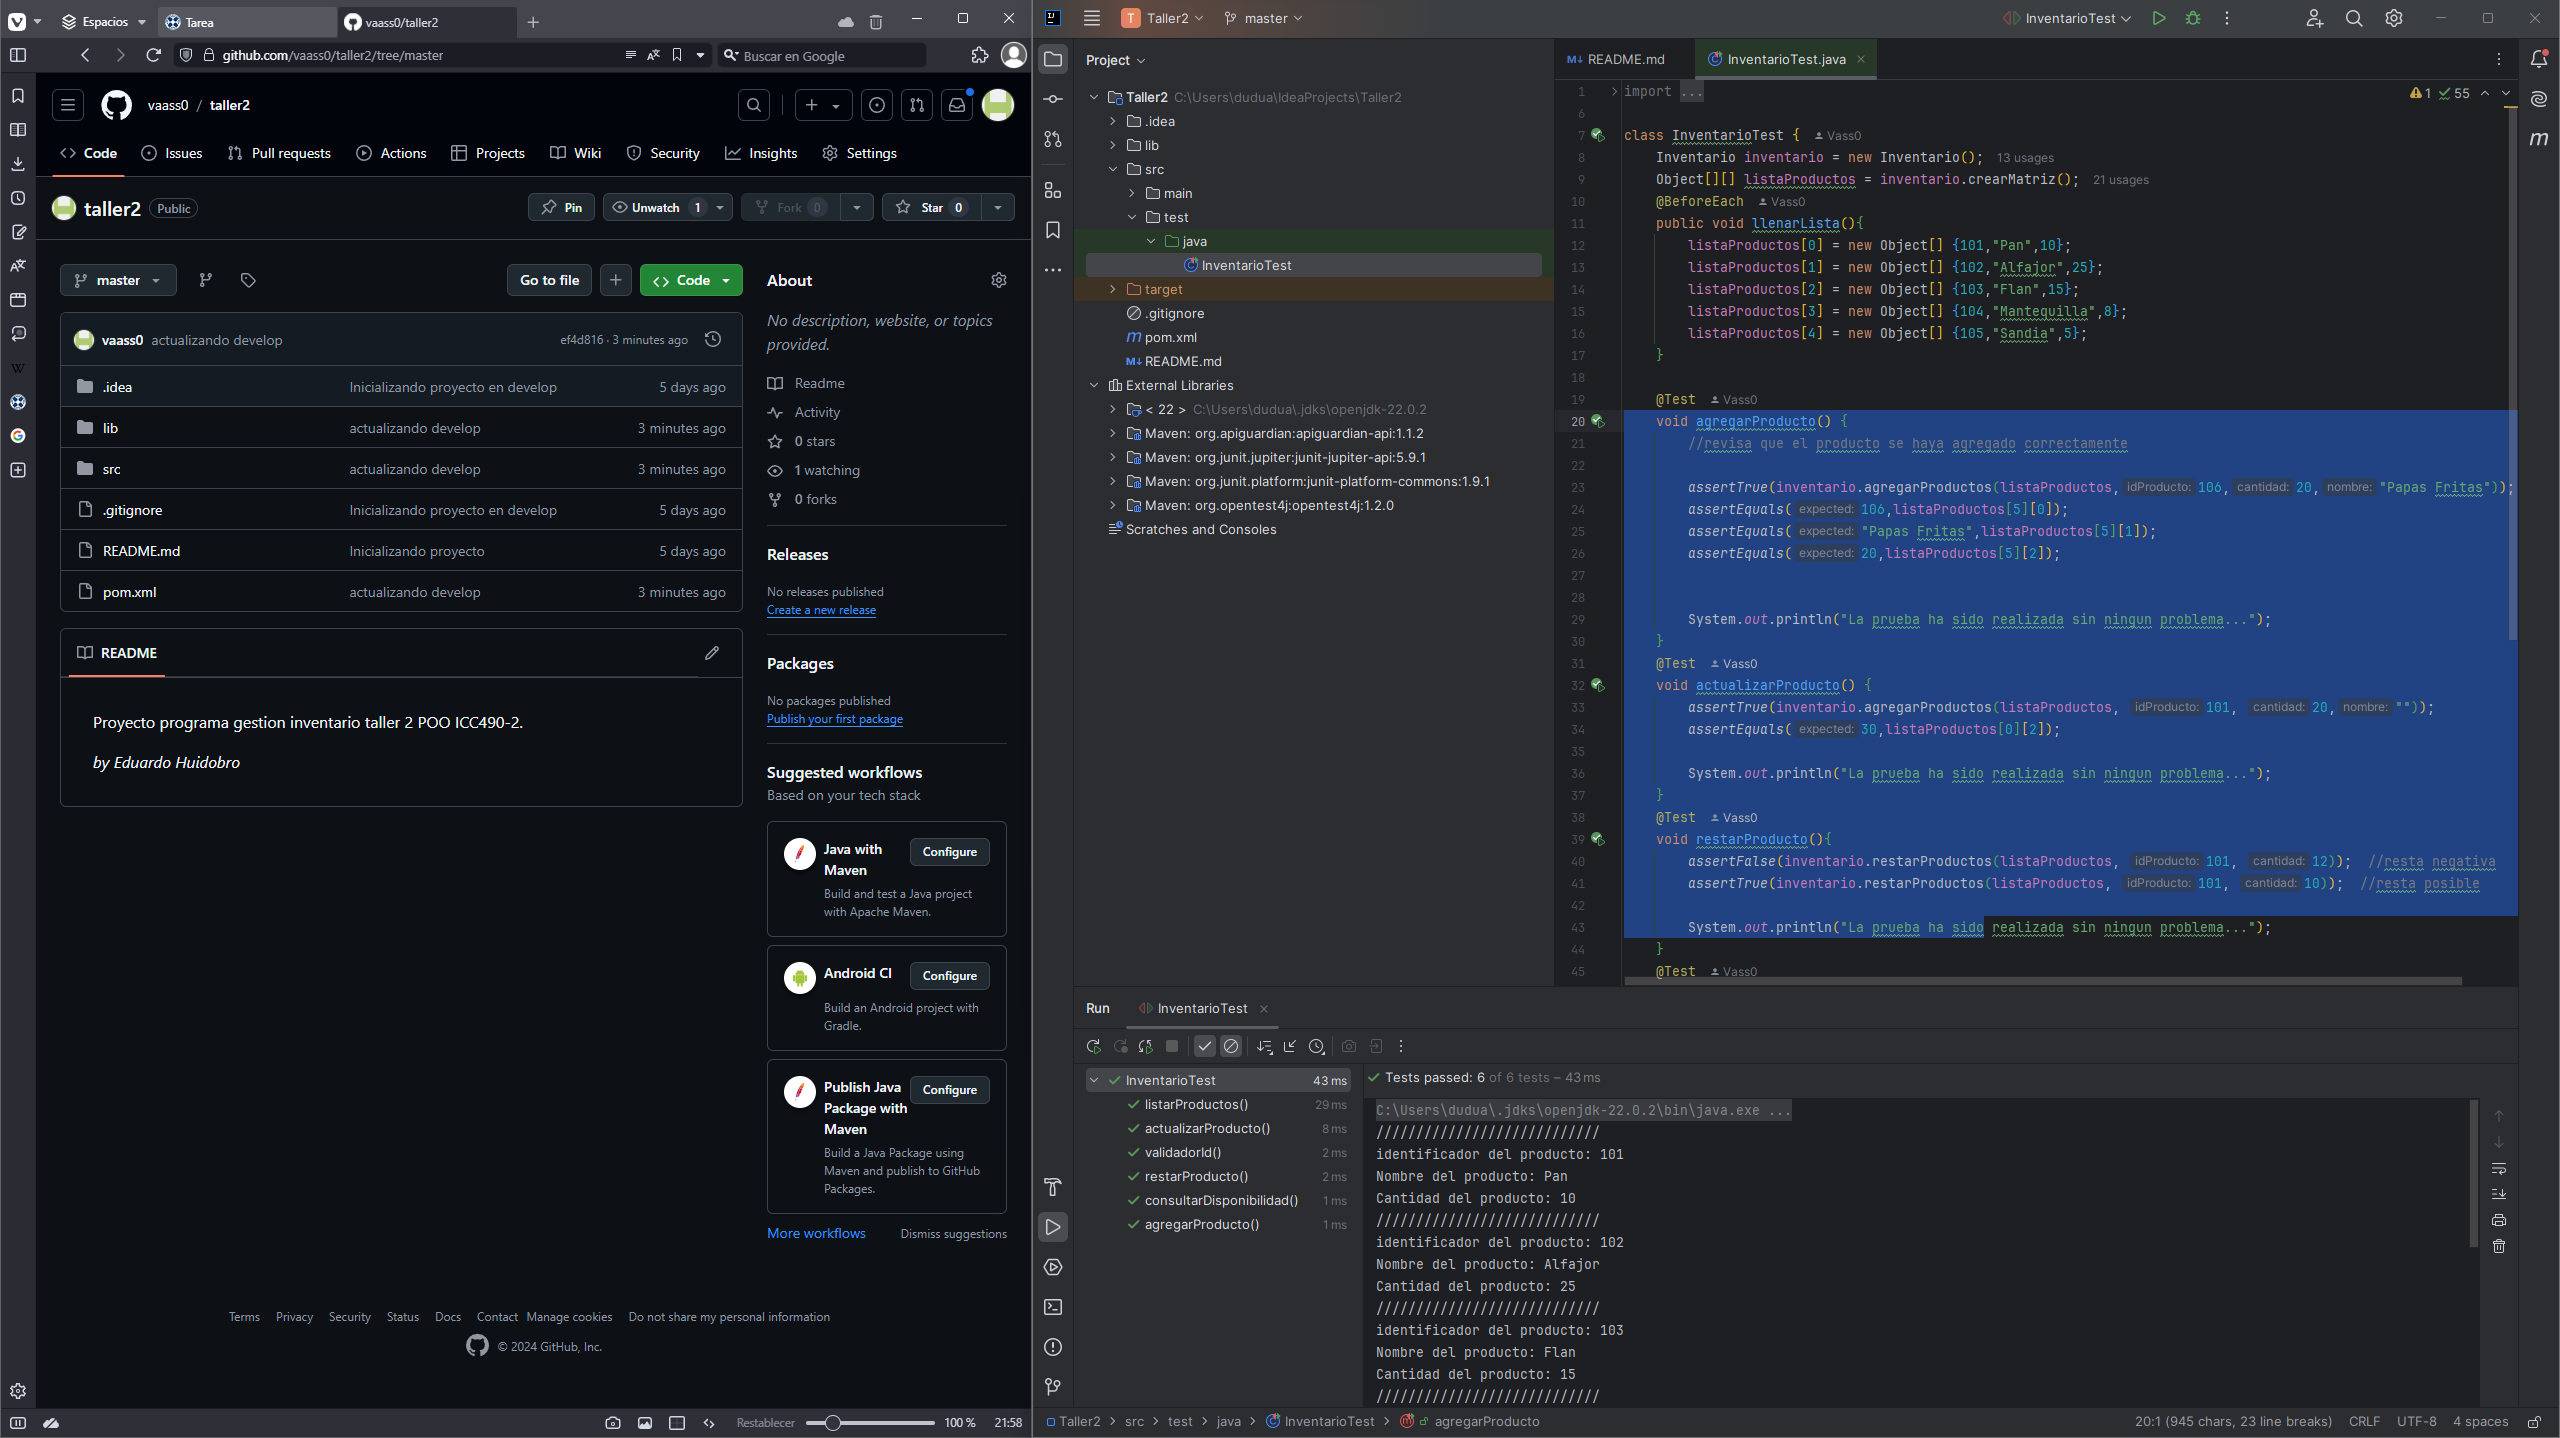 Espacios
Tarea
vaass0/taller2
github.com/vaass0/taller2/tree/master
Buscar en Google
vaass0 / taller2
Code
Issues
Pull requests
Actions
Projects
Wiki
Security
Insights
Settings
taller2 Public
Pin
Unwatch 1
Fork 0
Star 0
master
Go to file
Code
vaass0 actualizando develop ef4d816 · 3 minutes ago
.idea Inicializando proyecto en develop 5 days ago
lib actualizando develop 3 minutes ago
src actualizando develop 3 minutes ago
.gitignore Inicializando proyecto en develop 5 days ago
README.md Inicializando proyecto 5 days ago
pom.xml actualizando develop 3 minutes ago
README
Proyecto programa gestion inventario taller 2 POO ICC490-2.
by Eduardo Huidobro
About
No description, website, or topics
provided.
Readme
Activity
0 stars
1 watching
0 forks
Releases
No releases published
Create a new release
Packages
No packages published
Publish your first package
Suggested workflows
Based on your tech stack
Java with
Maven
Configure
Build and test a Java project
with Apache Maven.
Android CI
Configure
Build an Android project with
Gradle.
Publish Java
Package with
Maven
Configure
Build a Java Package using
Maven and publish to GitHub
Packages.
More workflows
Dismiss suggestions
Terms Privacy Security Status Docs Contact Manage cookies Do not share my personal information
© 2024 GitHub, Inc.
Restablecer 100 % 21:58
T Taller2 master
InventarioTest
Project
Taller2 C:\Users\dudua\IdeaProjects\Taller2
.idea
lib
src
main
test
java
InventarioTest
target
.gitignore
pom.xml
README.md
External Libraries
< 22 > C:\Users\dudua\.jdks\openjdk-22.0.2
Maven: org.apiguardian:apiguardian-api:1.1.2
Maven: org.junit.jupiter:junit-jupiter-api:5.9.1
Maven: org.junit.platform:junit-platform-commons:1.9.1
Maven: org.opentest4j:opentest4j:1.2.0
Scratches and Consoles
README.md
InventarioTest.java
1 55
1 import ...
6
7 class InventarioTest { Vass0
8 Inventario inventario = new Inventario(); 13 usages
9 Object[][] listaProductos = inventario.crearMatriz(); 21 usages
10 @BeforeEach Vass0
11 public void llenarLista(){
12 listaProductos[0] = new Object[] {101,"Pan",10};
13 listaProductos[1] = new Object[] {102,"Alfajor",25};
14 listaProductos[2] = new Object[] {103,"Flan",15};
15 listaProductos[3] = new Object[] {104,"Mantequilla",8};
16 listaProductos[4] = new Object[] {105,"Sandia",5};
17 }
18
19 @Test Vass0
20 void agregarProducto() {
21 //revisa que el producto se haya agregado correctamente
22
23 assertTrue(inventario.agregarProductos(listaProductos, idProducto: 106, cantidad: 20, nombre: "Papas Fritas"));
24 assertEquals( expected: 106,listaProductos[5][0]);
25 assertEquals( expected: "Papas Fritas",listaProductos[5][1]);
26 assertEquals( expected: 20,listaProductos[5][2]);
27
28
29 System.out.println("La prueba ha sido realizada sin ningun problema...");
30 }
31 @Test Vass0
32 void actualizarProducto() {
33 assertTrue(inventario.agregarProductos(listaProductos, idProducto: 101, cantidad: 20, nombre: ""));
34 assertEquals( expected: 30,listaProductos[0][2]);
35
36 System.out.println("La prueba ha sido realizada sin ningun problema...");
37 }
38 @Test Vass0
39 void restarProducto(){
40 assertFalse(inventario.restarProductos(listaProductos, idProducto: 101, cantidad: 12)); //resta negativa
41 assertTrue(inventario.restarProductos(listaProductos, idProducto: 101, cantidad: 10)); //resta posible
42
43 System.out.println("La prueba ha sido realizada sin ningun problema...");
44 }
45 @Test Vass0
Run InventarioTest
InventarioTest 43 ms
listarProductos() 29 ms
actualizarProducto() 8 ms
validadorId() 2 ms
restarProducto() 2 ms
consultarDisponibilidad() 1 ms
agregarProducto() 1 ms
Tests passed: 6 of 6 tests – 43 ms
C:\Users\dudua\.jdks\openjdk-22.0.2\bin\java.exe ...
////////////////////////////
identificador del producto: 101
Nombre del producto: Pan
Cantidad del producto: 10
////////////////////////////
identificador del producto: 102
Nombre del producto: Alfajor
Cantidad del producto: 25
////////////////////////////
identificador del producto: 103
Nombre del producto: Flan
Cantidad del producto: 15
////////////////////////////
Taller2 > src > test > java > InventarioTest > agregarProducto
20:1 (945 chars, 23 line breaks) CRLF UTF-8 4 spaces